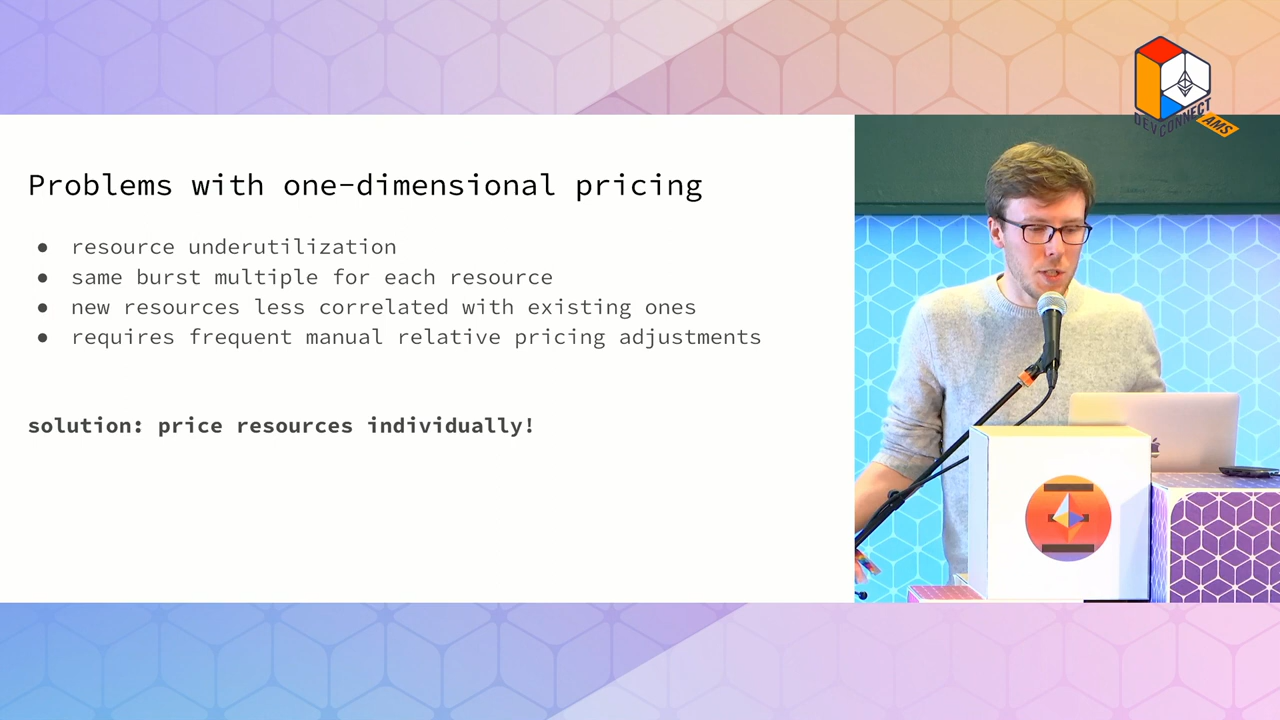 DEVCONNECT
AMS
Problems with one-dimensional pricing
● resource underutilization
● same burst multiple for each resource
● new resources less correlated with existing ones
● requires frequent manual relative pricing adjustments
solution: price resources individually!